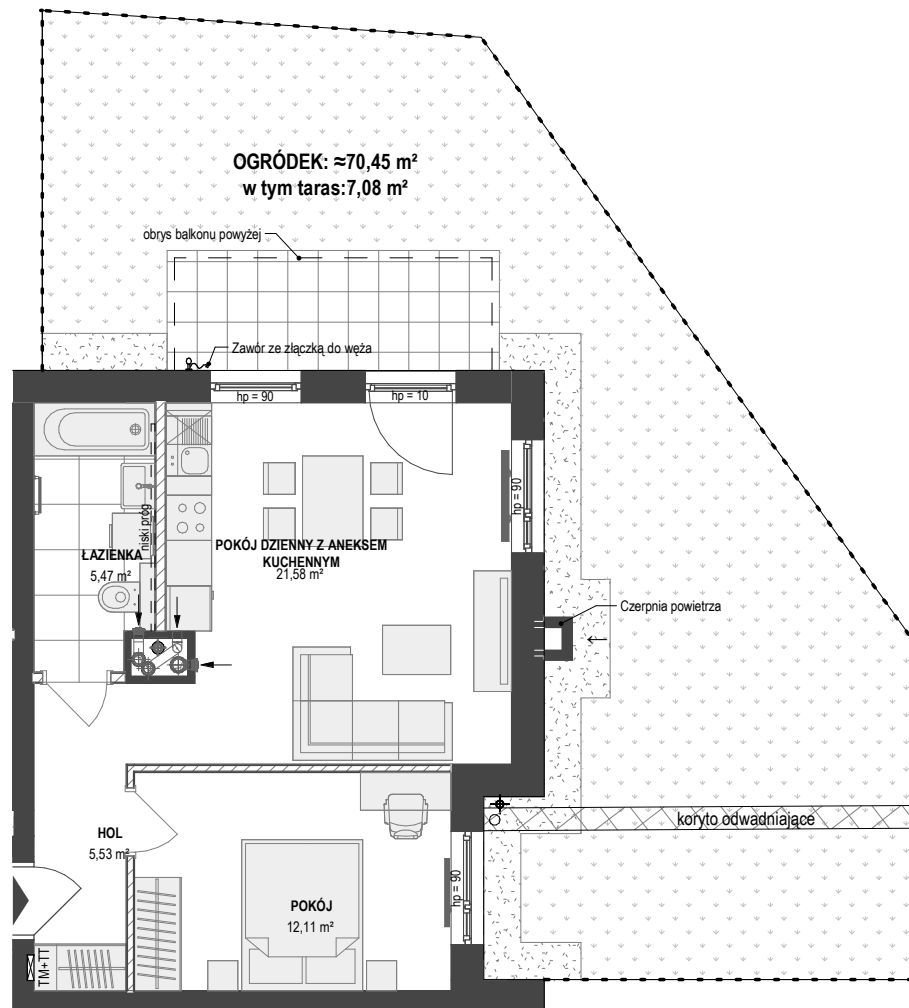 OGRÓDEK: ≈70,45 m²
w tym taras:7,08 m²
obrys balkonu powyżej
Zawór ze złączką do węża
hp = 90
hp = 10
hp = 90
niski próg
ŁAZIENKA
5,47 m²
POKÓJ DZIENNY Z ANEKSEM
KUCHENNYM
21,58 m²
Czerpnia powietrza
koryto odwadniające
HOL
5,53 m²
hp = 90
POKÓJ
12,11 m²
TM+TT